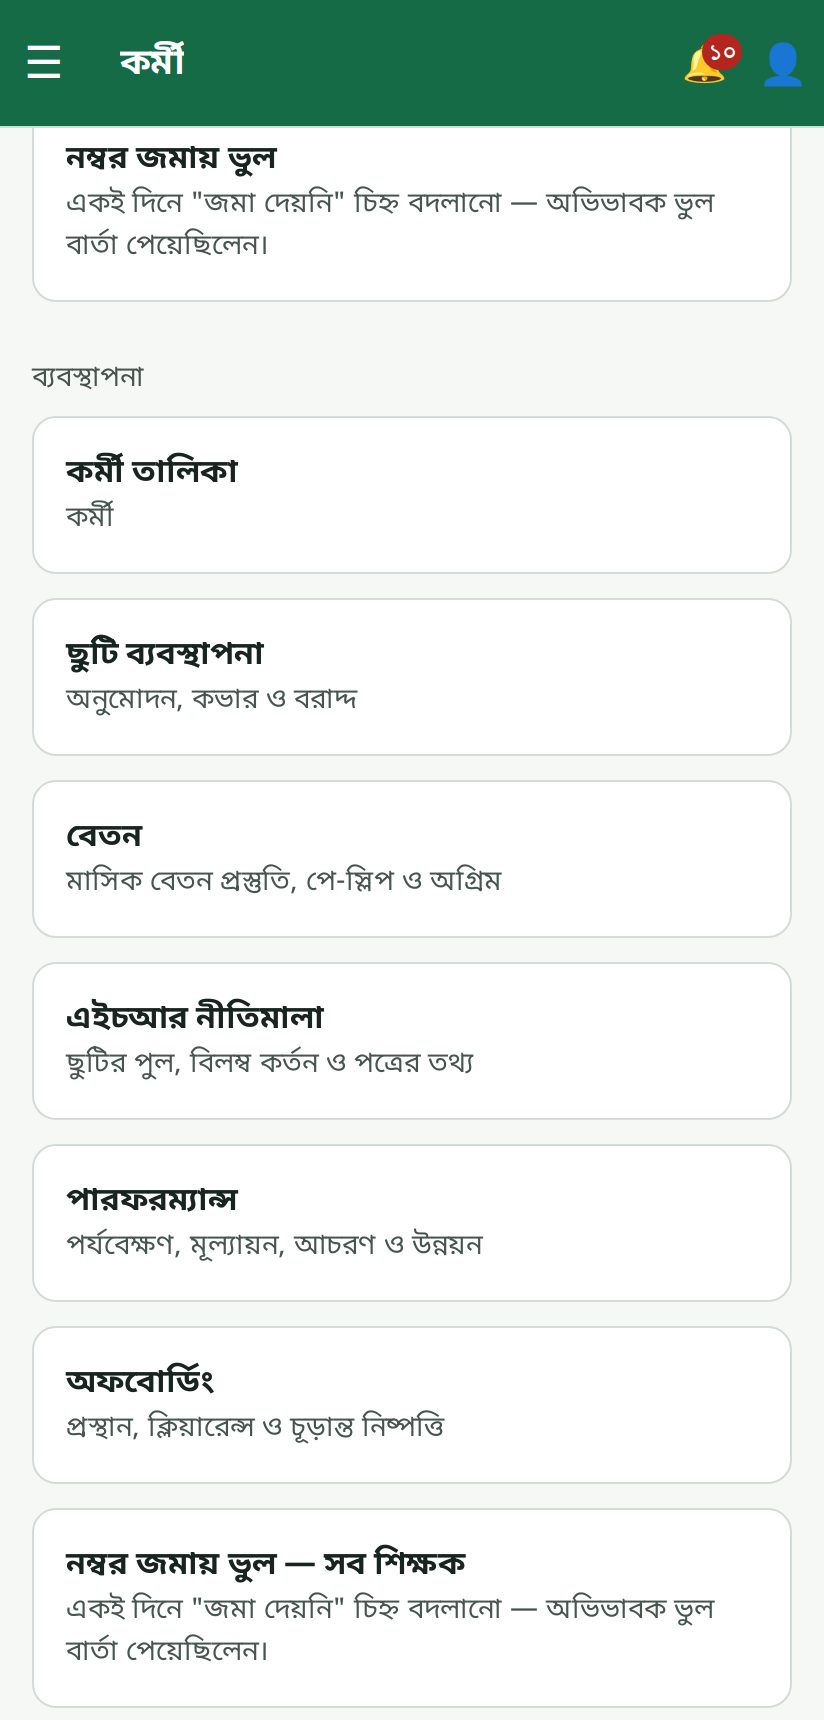 কর্মী
১০
নম্বর জমায় ভুল
একই দিনে "জমা দেয়নি" চিহ্ন বদলানো — অভিভাবক ভুল
বার্তা পেয়েছিলেন।
ব্যবস্থাপনা
কর্মী তালিকা
কর্মী
ছুটি ব্যবস্থাপনা
অনুমোদন, কভার ও বরাদ্দ
বেতন
মাসিক বেতন প্রস্তুতি, পে-স্লিপ ও অগ্রিম
এইচআর নীতিমালা
ছুটির পুল, বিলম্ব কর্তন ও পত্রের তথ্য
পারফরম্যান্স
পর্যবেক্ষণ, মূল্যায়ন, আচরণ ও উন্নয়ন
অফবোর্ডিং
প্রস্থান, ক্লিয়ারেন্স ও চূড়ান্ত নিষ্পত্তি
নম্বর জমায় ভুল — সব শিক্ষক
একই দিনে "জমা দেয়নি" চিহ্ন বদলানো — অভিভাবক ভুল
বার্তা পেয়েছিলেন।